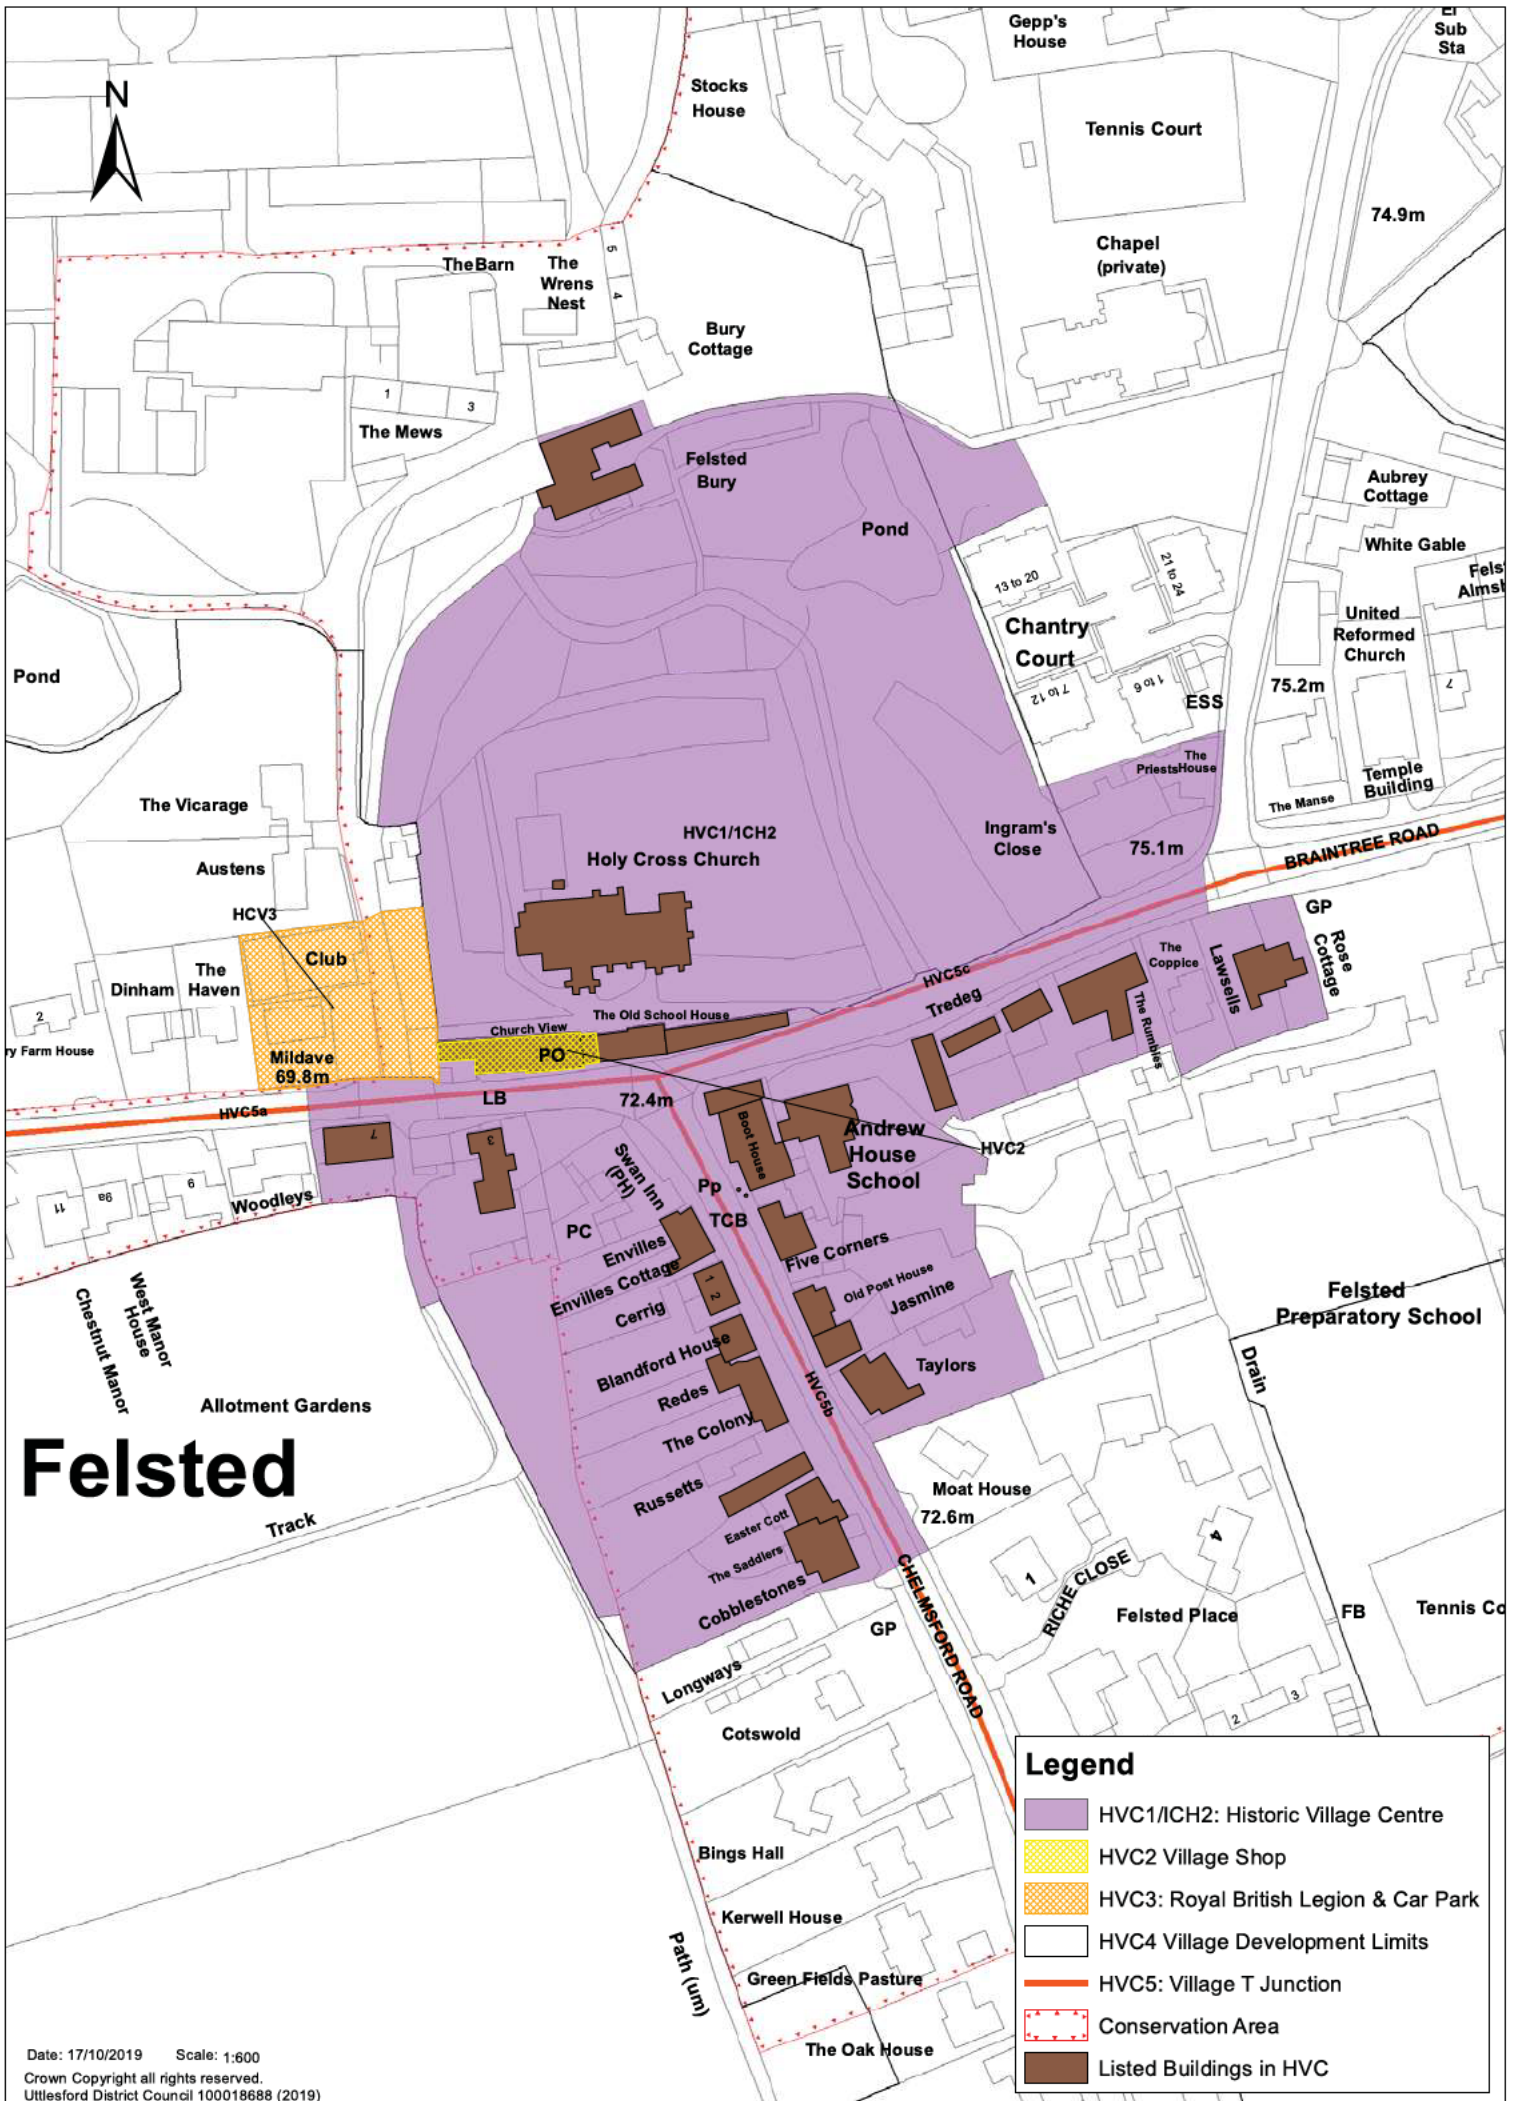 N
Gepp's
House
El
Sub
Sta
Stocks
House
Tennis Court
74.9m
Chapel
(private)
TheBarn
The
Wrens
Nest
5
4
Bury
Cottage
1
3
The Mews
Felsted
Bury
Pond
Aubrey
Cottage
White Gable
13 to 20
21 to 24
Chantry
Court
7 to 12
1 to 6
ESS
United
Reformed
Church
75.2m
7
Pond
The
PriestsHouse
The Manse
Temple
Building
The Vicarage
Austens
HCV3
Club
HVC1/1CH2
Holy Cross Church
Ingram's
Close
75.1m
BRAINTREE ROAD
GP
Rose
Cottage
Dinham
The
Haven
2
ry Farm House
Mildave
69.8m
Church View
The Old School House
PO
HVC5c
Tredeg
The
Coppice
Lawsells
The Rumbles
HVC5a
LB
72.4m
7
3
Boot House
Andrew
House
School
HVC2
Swan Inn
(PH)
Pp
TCB
PC
11
9a
9
Woodleys
Envilles
Envilles Cottage
Cerrig
1 2
Five Corners
Old Post House
Jasmine
Taylors
West Manor
House
Chestnut Manor
Allotment Gardens
Felsted
Blandford House
Redes
The Colony
Russetts
Easter Cott
The Saddlers
Cobblestones
HVC5b
Felsted
Preparatory School
Drain
Moat House
72.6m
Track
1
4
RICHE CLOSE
Felsted Place
FB
Tennis Co
GP
CHELMSFORD ROAD
2
3
Longways
Cotswold
Bings Hall
Kerwell House
Green Fields Pasture
The Oak House
Path (um)
Legend
HVC1/ICH2: Historic Village Centre
HVC2 Village Shop
HVC3: Royal British Legion & Car Park
HVC4 Village Development Limits
HVC5: Village T Junction
Conservation Area
Listed Buildings in HVC
Date: 17/10/2019 Scale: 1:600
Crown Copyright all rights reserved.
Uttlesford District Council 100018688 (2019)